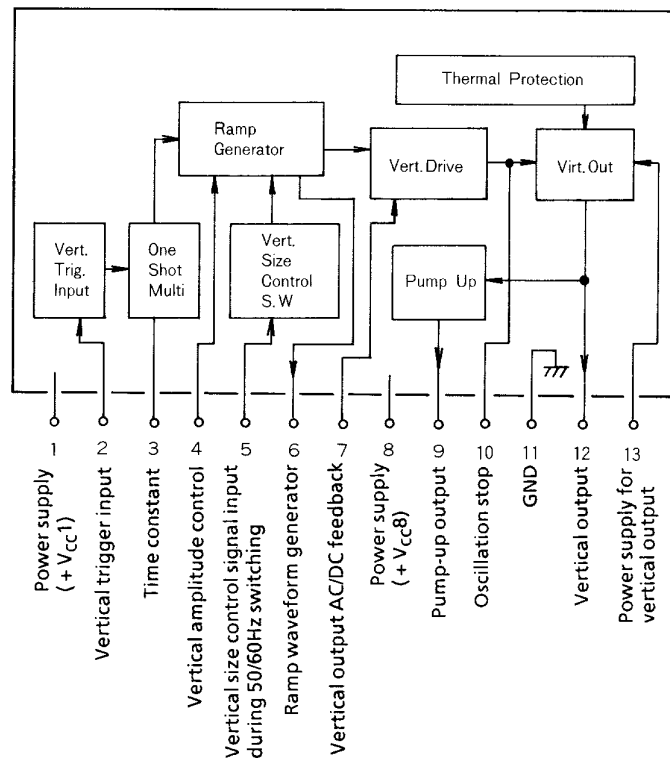 Thermal Protection
Ramp
Generator
Vert. Drive
Virt. Out
Vert.
Trig.
Input
One
Shot
Multi
Vert.
Size
Control
S.W
Pump Up
1
2
3
4
5
6
7
8
9
10
11
12
13
Power supply
(+ VCC1)
Vertical trigger input
Time constant
Vertical amplitude control
Vertical size control signal input
during 50/60Hz switching
Ramp waveform generator
Vertical output AC/DC feedback
Power supply
(+ VCC8)
Pump-up output
Oscillation stop
GND
Vertical output
Power supply for
vertical output